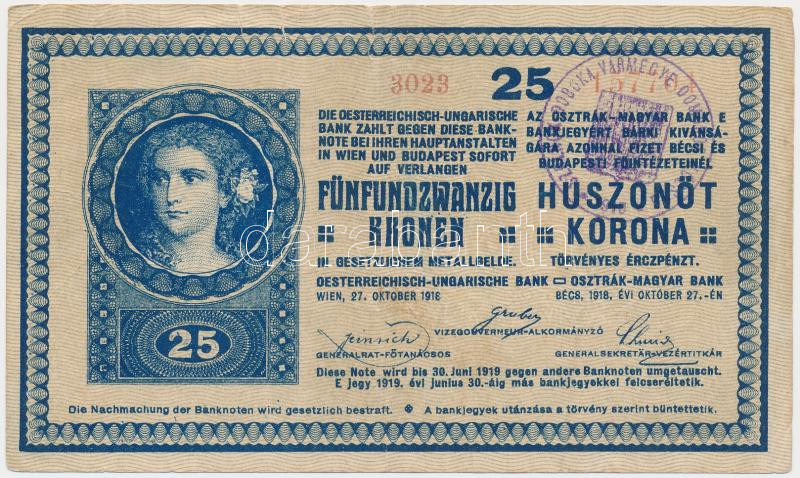 3023
25
DIE OESTERREICHISCH-UNGARISCHE
BANK ZAHLT GEGEN DIESE BANK-
NOTE BEI IHREN HAUPTANSTALTEN
IN WIEN UND BUDAPEST SOFORT
AUF VERLANGEN
FÜNFUNDZWANZIG
KRONEN
IN GESETZLICHEM METALLGELDE.
OESTERREICHISCH-UNGARISCHE BANK
WIEN, 27. OKTOBER 1918
AZ OSZTRÁK-MAGYAR BANK E
BANKJEGYÉRT BÁRKI KIVÁNSÁ-
GÁRA AZONNAL FIZET BÉCSI ÉS
BUDAPESTI FŐINTÉZETEINÉL
HUSZONÖT
KORONA
TÖRVÉNYES ÉRCZPÉNZT.
OSZTRÁK-MAGYAR BANK
BÉCS, 1918. ÉVI OKTÓBER 27.-ÉN
VÁRMEGYE
darabanth
Gruber
VIZEGOUVERNEUR-ALKORMÁNYZÓ
GENERALRAT-FŐTANÁCSOS
GENERALSEKRETÄR-VEZÉRTITKÁR
25
Diese Note wird bis 30. Juni 1919 gegen andere Banknoten umgetauscht.
E jegy 1919. évi junius 30.-áig más bankjegyekkel felcseréltetik.
Die Nachmachung der Banknoten wird gesetzlich bestraft. A bankjegyek utánzása a törvény szerint büntettetik.